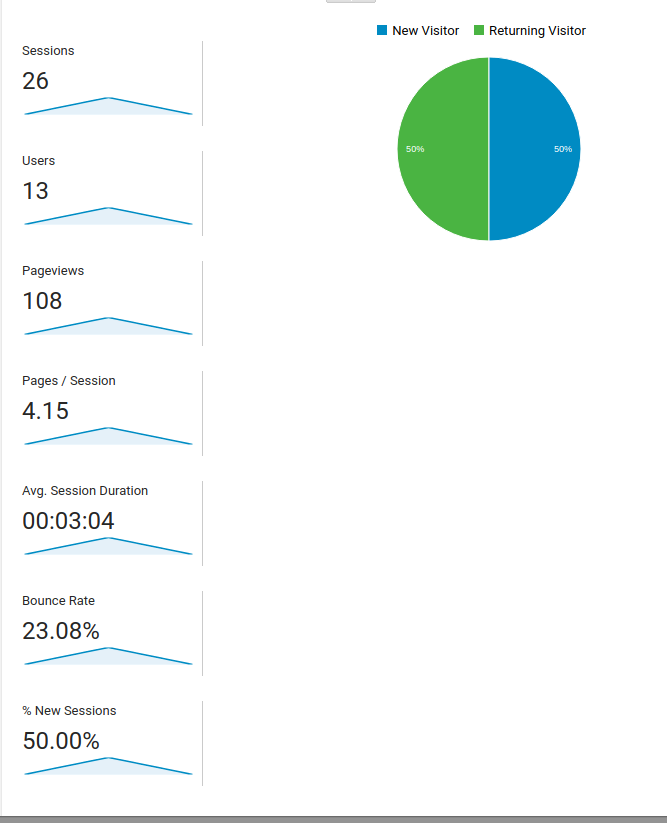 New Visitor Returning Visitor
Sessions
26
Users
13
50% 50%
Pageviews
108
Pages / Session
4.15
Avg. Session Duration
00:03:04
Bounce Rate
23.08%
% New Sessions
50.00%